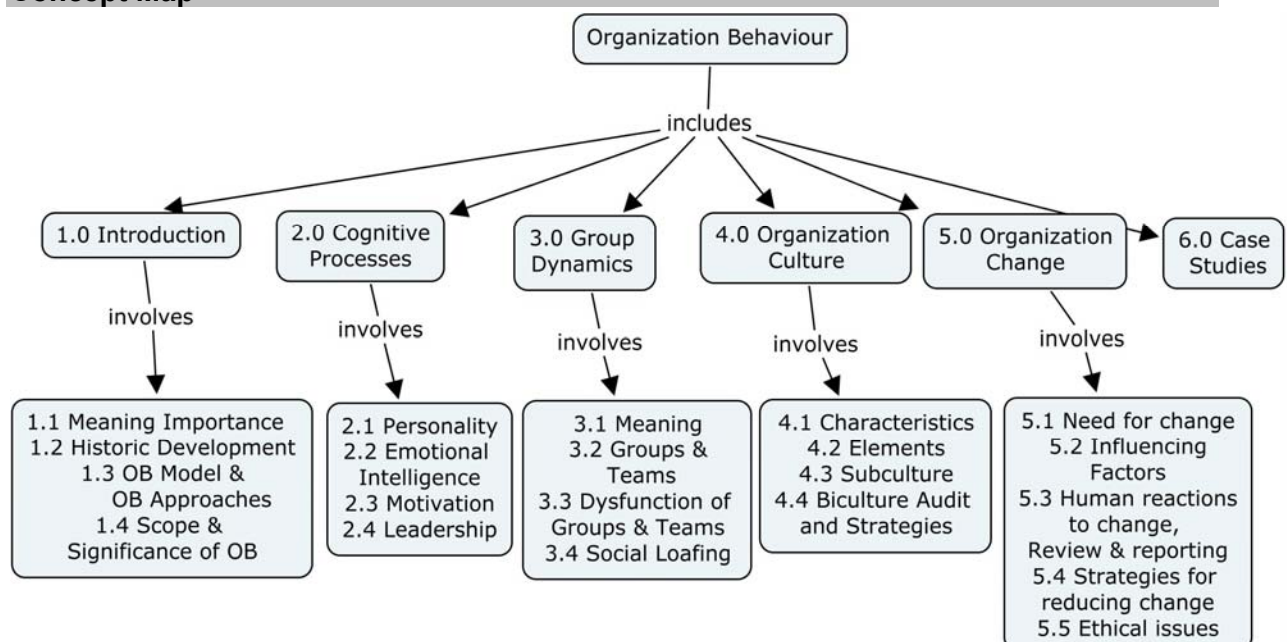 Concept Map
Organization Behaviour
includes
1.0 Introduction
2.0 Cognitive
Processes
3.0 Group
Dynamics
4.0 Organization
Culture
5.0 Organization
Change
6.0 Case
Studies
involves
involves
involves
involves
involves
1.1 Meaning Importance
1.2 Historic Development
1.3 OB Model &
OB Approaches
1.4 Scope &
Significance of OB
2.1 Personality
2.2 Emotional
Intelligence
2.3 Motivation
2.4 Leadership
3.1 Meaning
3.2 Groups &
Teams
3.3 Dysfunction of
Groups & Teams
3.4 Social Loafing
4.1 Characteristics
4.2 Elements
4.3 Subculture
4.4 Biculture Audit
and Strategies
5.1 Need for change
5.2 Influencing
Factors
5.3 Human reactions
to change,
Review & reporting
5.4 Strategies for
reducing change
5.5 Ethical issues